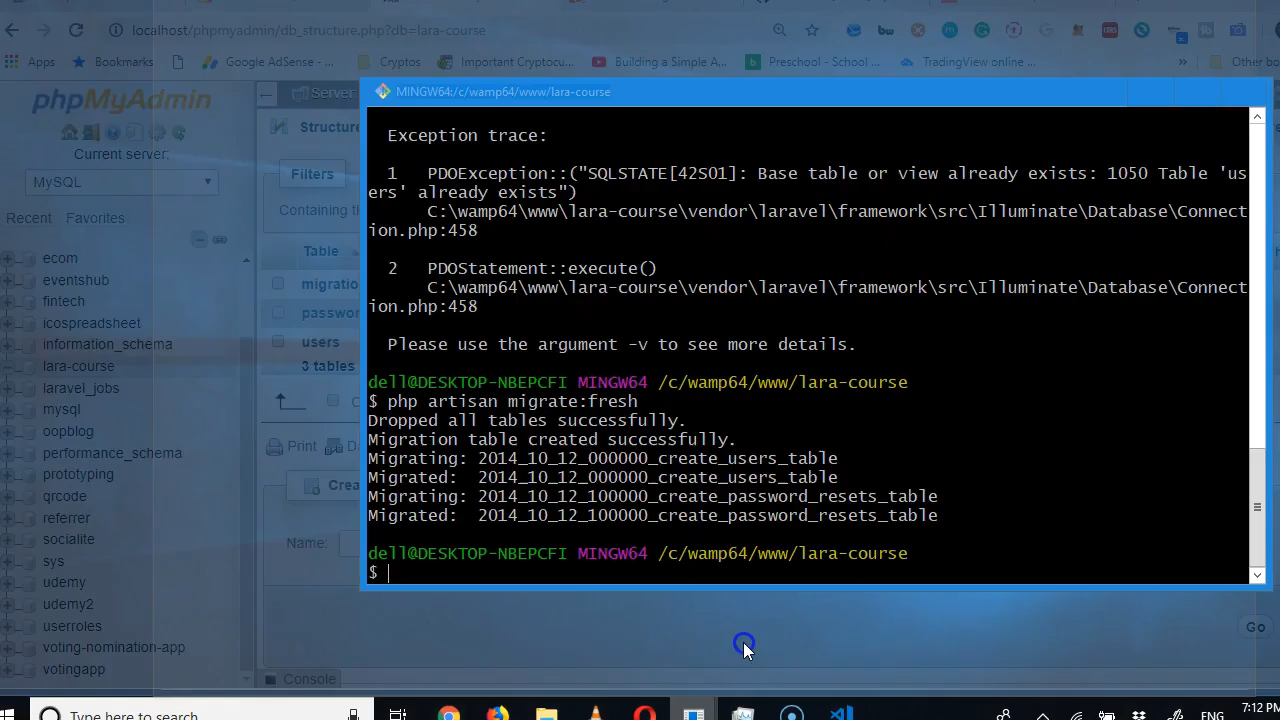 localhost/phpmyadmin/db_structure.php?db=lara-course
Apps
Bookmarks
Google AdSense - ...
Cryptos
Important Cryptocu...
Building a Simple A...
Preschool - School ...
TradingView onlin ...
»
Other bo
phpMyAdmin
Current server:
MySQL
Recent Favorites
ecom
eventshub
fintech
icospreadsheet
information_schema
lara-course
laravel_jobs
mysql
oopblog
performance_schema
prototyping
qrcode
referrer
socialite
sys
udemy
udemy2
userroles
voting-nomination-app
votingapp
Server
Structure
Filters
Containing th
Table
migration
passwor
users
3 tables
Print
Crea
Name:
Go
Console
MINGW64:/c/wamp64/www/lara-course
Exception trace:
1 PDOException::("SQLSTATE[42S01]: Base table or view already exists: 1050 Table 'us
ers' already exists")
C:\wamp64\www\lara-course\vendor\laravel\framework\src\Illuminate\Database\Connect
ion.php:458
2 PDOStatement::execute()
C:\wamp64\www\lara-course\vendor\laravel\framework\src\Illuminate\Database\Connect
ion.php:458
Please use the argument -v to see more details.
dell@DESKTOP-NBEPCFI MINGW64 /c/wamp64/www/lara-course
$ php artisan migrate:fresh
Dropped all tables successfully.
Migration table created successfully.
Migrating: 2014_10_12_000000_create_users_table
Migrated: 2014_10_12_000000_create_users_table
Migrating: 2014_10_12_100000_create_password_resets_table
Migrated: 2014_10_12_100000_create_password_resets_table
dell@DESKTOP-NBEPCFI MINGW64 /c/wamp64/www/lara-course
$
Type here to search
ENG
7:12 PM